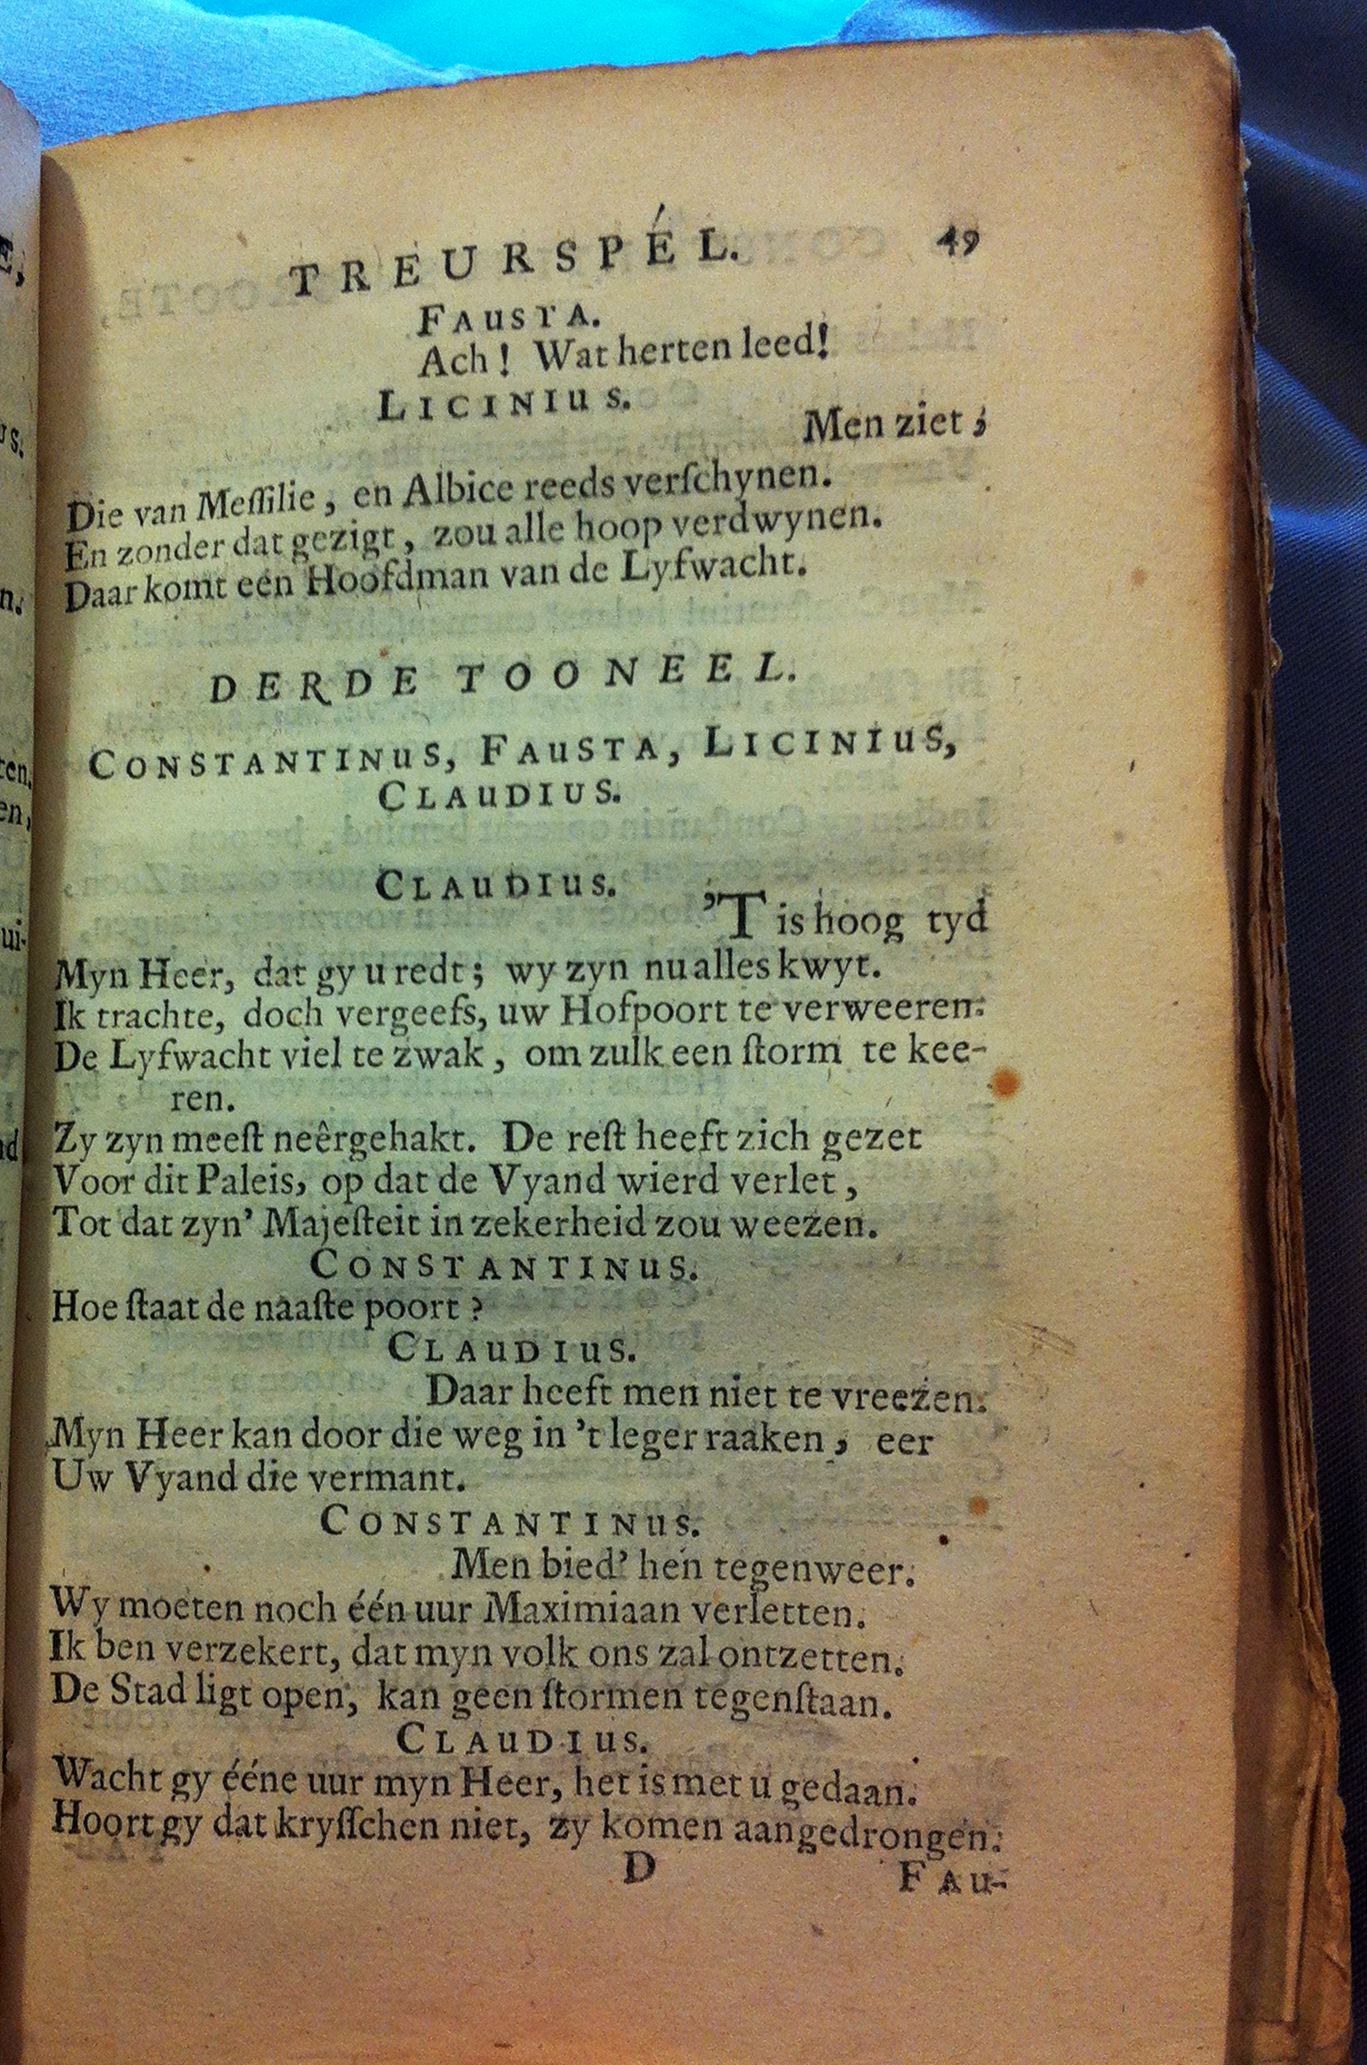 TREURSPÉL. 49
FAUSTA.
Ach! Wat herten leed!
LICINIUS.
Men ziet;
Die van Meſſilie, en Albice reeds verſchynen.
En zonder dat gezigt, zou alle hoop verdwynen.
Daar komt een Hoofdman van de Lyfwacht.
DERDE TOONEEL.
CONSTANTINUS, FAUSTA, LICINIUS,
CLAUDIUS.
CLAUDIUS.
'T is hoog tyd
Myn Heer, dat gy u redt; wy zyn nu alles kwyt.
Ik trachte, doch vergeefs, uw Hofpoort te verweeren.
De Lyfwacht viel te zwak, om zulk een ſtorm te kee-
ren.
Zy zyn meeſt neêrgehakt. De reſt heeft zich gezet
Voor dit Paleis, op dat de Vyand wierd verlet,
Tot dat zyn' Majeſteit in zekerheid zou weezen.
CONSTANTINUS.
Hoe ſtaat de naaſte poort?
CLAUDIUS.
Daar heeft men niet te vreezen.
Myn Heer kan door die weg in 't leger raaken, eer
Uw Vyand die vermant.
CONSTANTINUS.
Men bied' hen tegenweer.
Wy moeten noch één uur Maximiaan verletten.
Ik ben verzekert, dat myn volk ons zal ontzetten.
De Stad ligt open, kan geen ſtormen tegenſtaan.
CLAUDIUS.
Wacht gy ééne uur myn Heer, het is met u gedaan.
Hoort gy dat kryſſchen niet, zy komen aangedrongen.
D FAU-